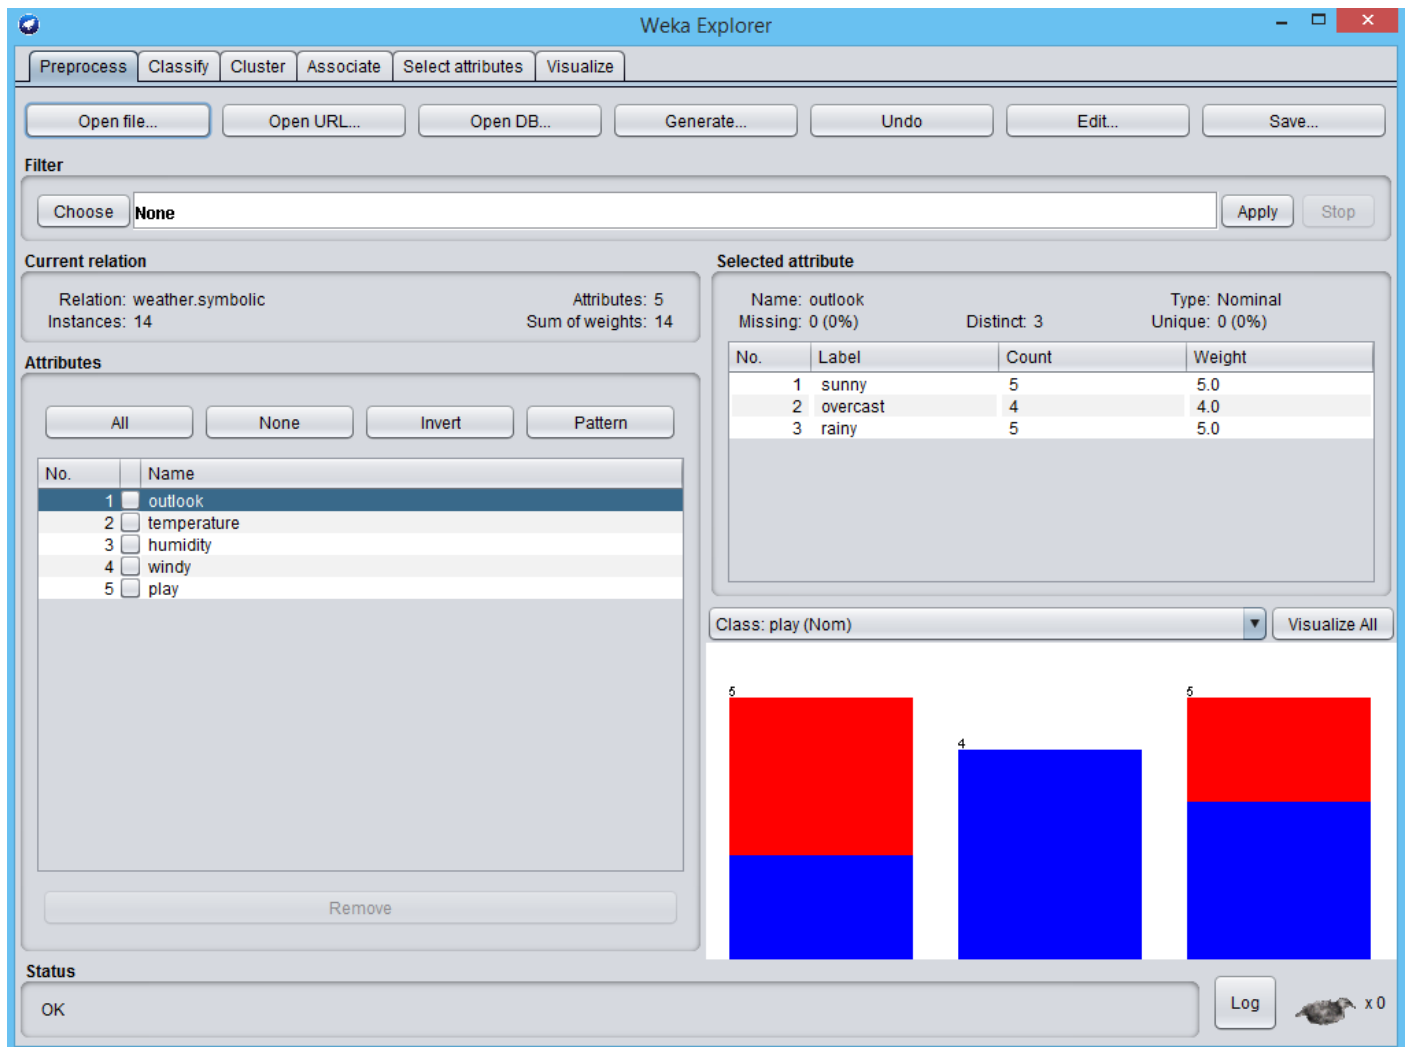 Weka Explorer
Preprocess Classify Cluster Associate Select attributes Visualize
Open file... Open URL... Open DB... Generate... Undo Edit... Save...
Filter
Choose None Apply Stop
Current relation
Relation: weather.symbolic Attributes: 5
Instances: 14 Sum of weights: 14
Attributes
All None Invert Pattern
No. Name
1 outlook
2 temperature
3 humidity
4 windy
5 play
Remove
Selected attribute
Name: outlook Type: Nominal
Missing: 0 (0%) Distinct: 3 Unique: 0 (0%)
No. Label Count Weight
1 sunny 5 5.0
2 overcast 4 4.0
3 rainy 5 5.0
Class: play (Nom) Visualize All
5 5
4
Status
OK Log x 0